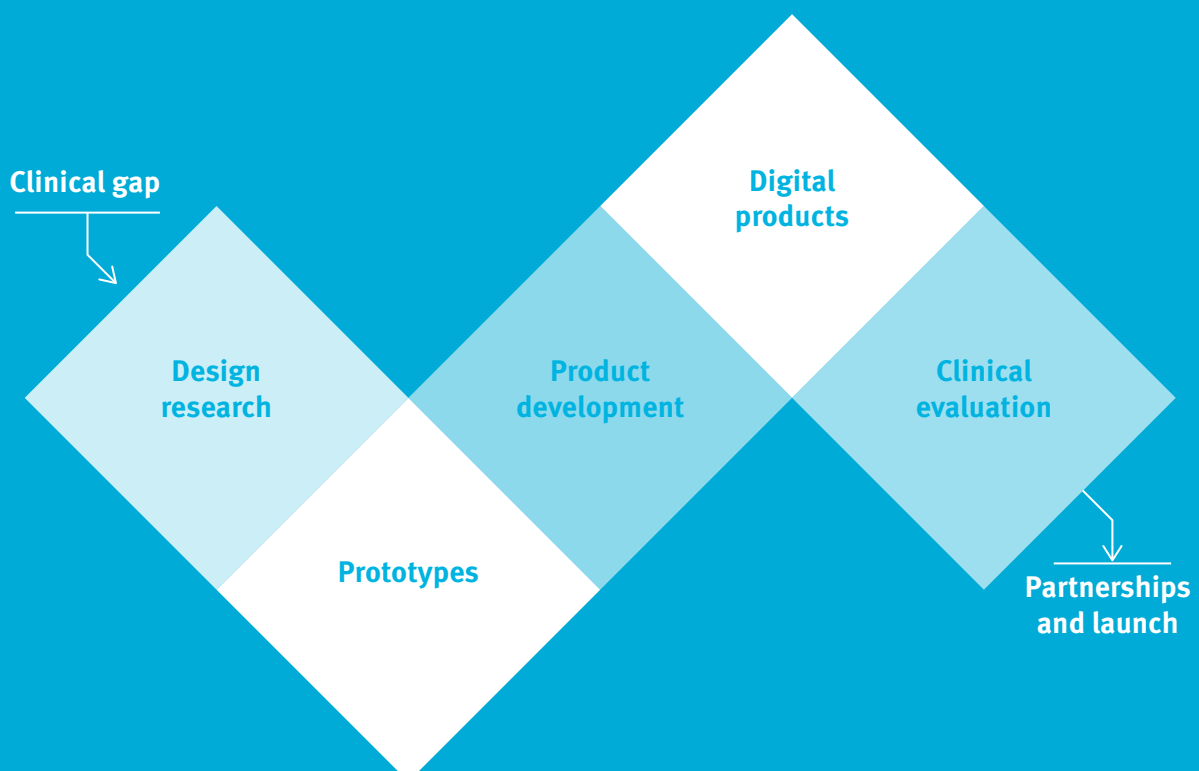 Clinical gap
Design
research
Prototypes
Product
development
Digital
products
Clinical
evaluation
Partnerships
and launch